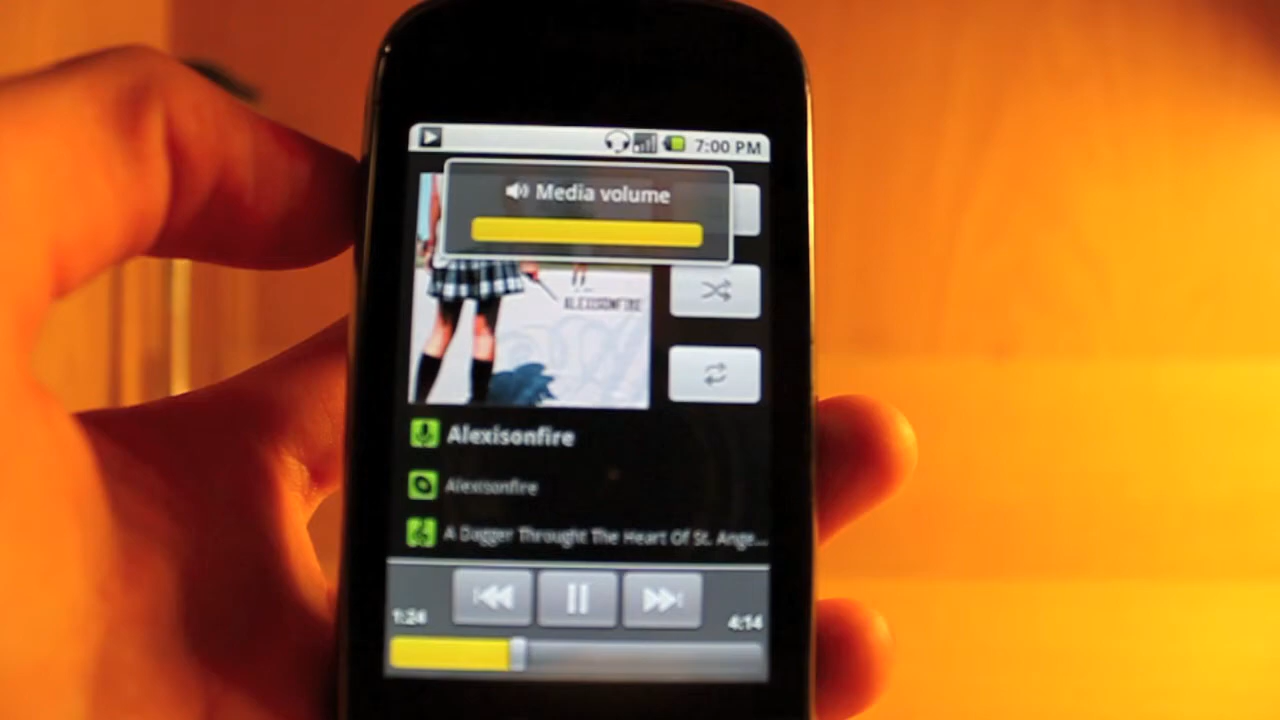 7:00 PM
Media volume
ALEXISONFIRE
Alexisonfire
Alexisonfire
A Dagger Throught The Heart Of St. Ange...
1:24
4:14